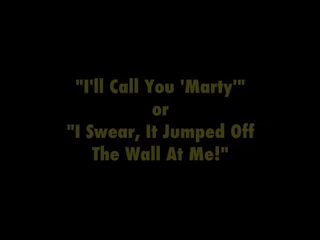 "I'll Call You 'Marty'"
or
"I Swear, It Jumped Off
The Wall At Me!"